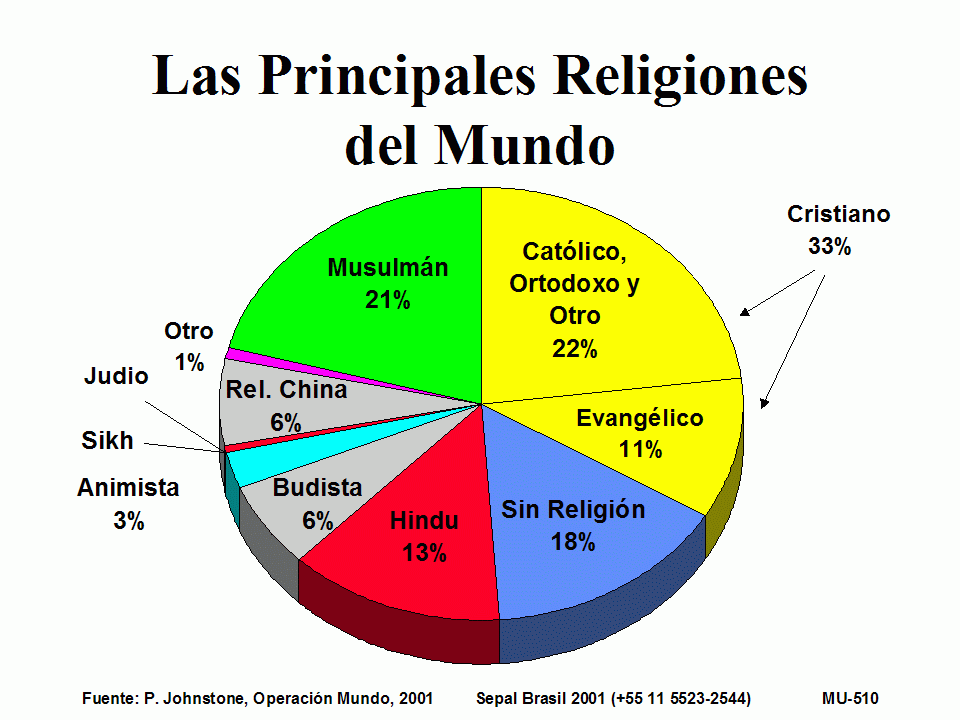 Las Principales Religiones
del Mundo
Cristiano
33%
Católico,
Ortodoxo y
Otro
22%
Musulmán
21%
Otro
1%
Judio
Rel. China
6%
Evangélico
11%
Sikh
Animista
3%
Budista
6%
Hindu
13%
Sin Religión
18%
Fuente: P. Johnstone, Operación Mundo, 2001 Sepal Brasil 2001 (+55 11 5523-2544) MU-510